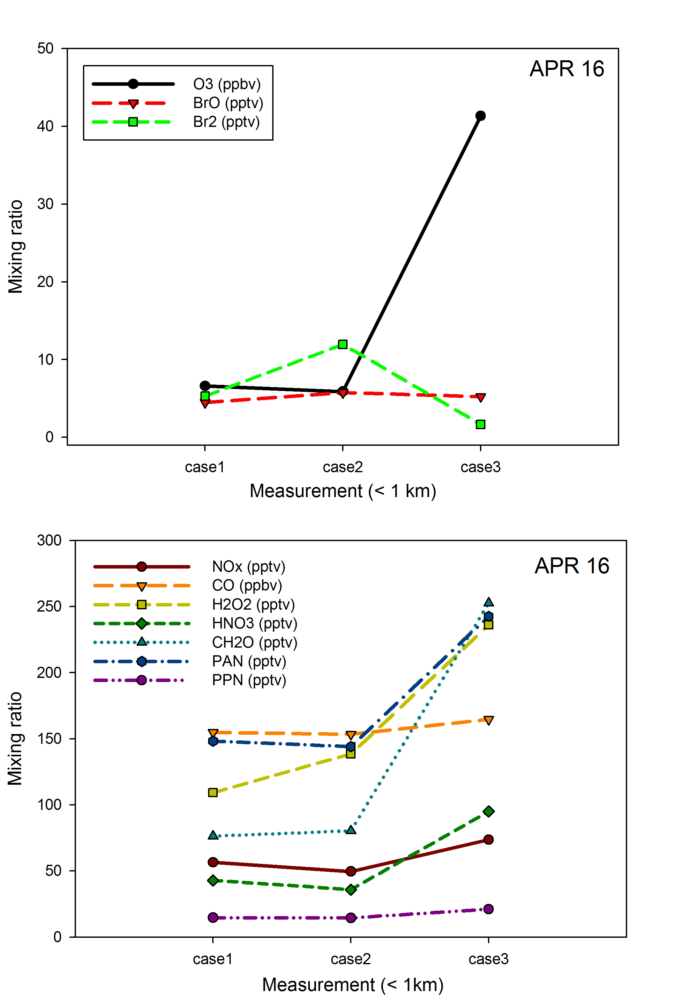 50
APR 16
O3 (ppbv)
BrO (pptv)
Br2 (pptv)
40
30
20
10
0
Mixing ratio
case1 case2 case3
Measurement (< 1 km)
300
APR 16
NOx (pptv)
CO (ppbv)
H2O2 (pptv)
HNO3 (pptv)
CH2O (pptv)
PAN (pptv)
PPN (pptv)
250
200
150
100
50
0
Mixing ratio
case1 case2 case3
Measurement (< 1km)